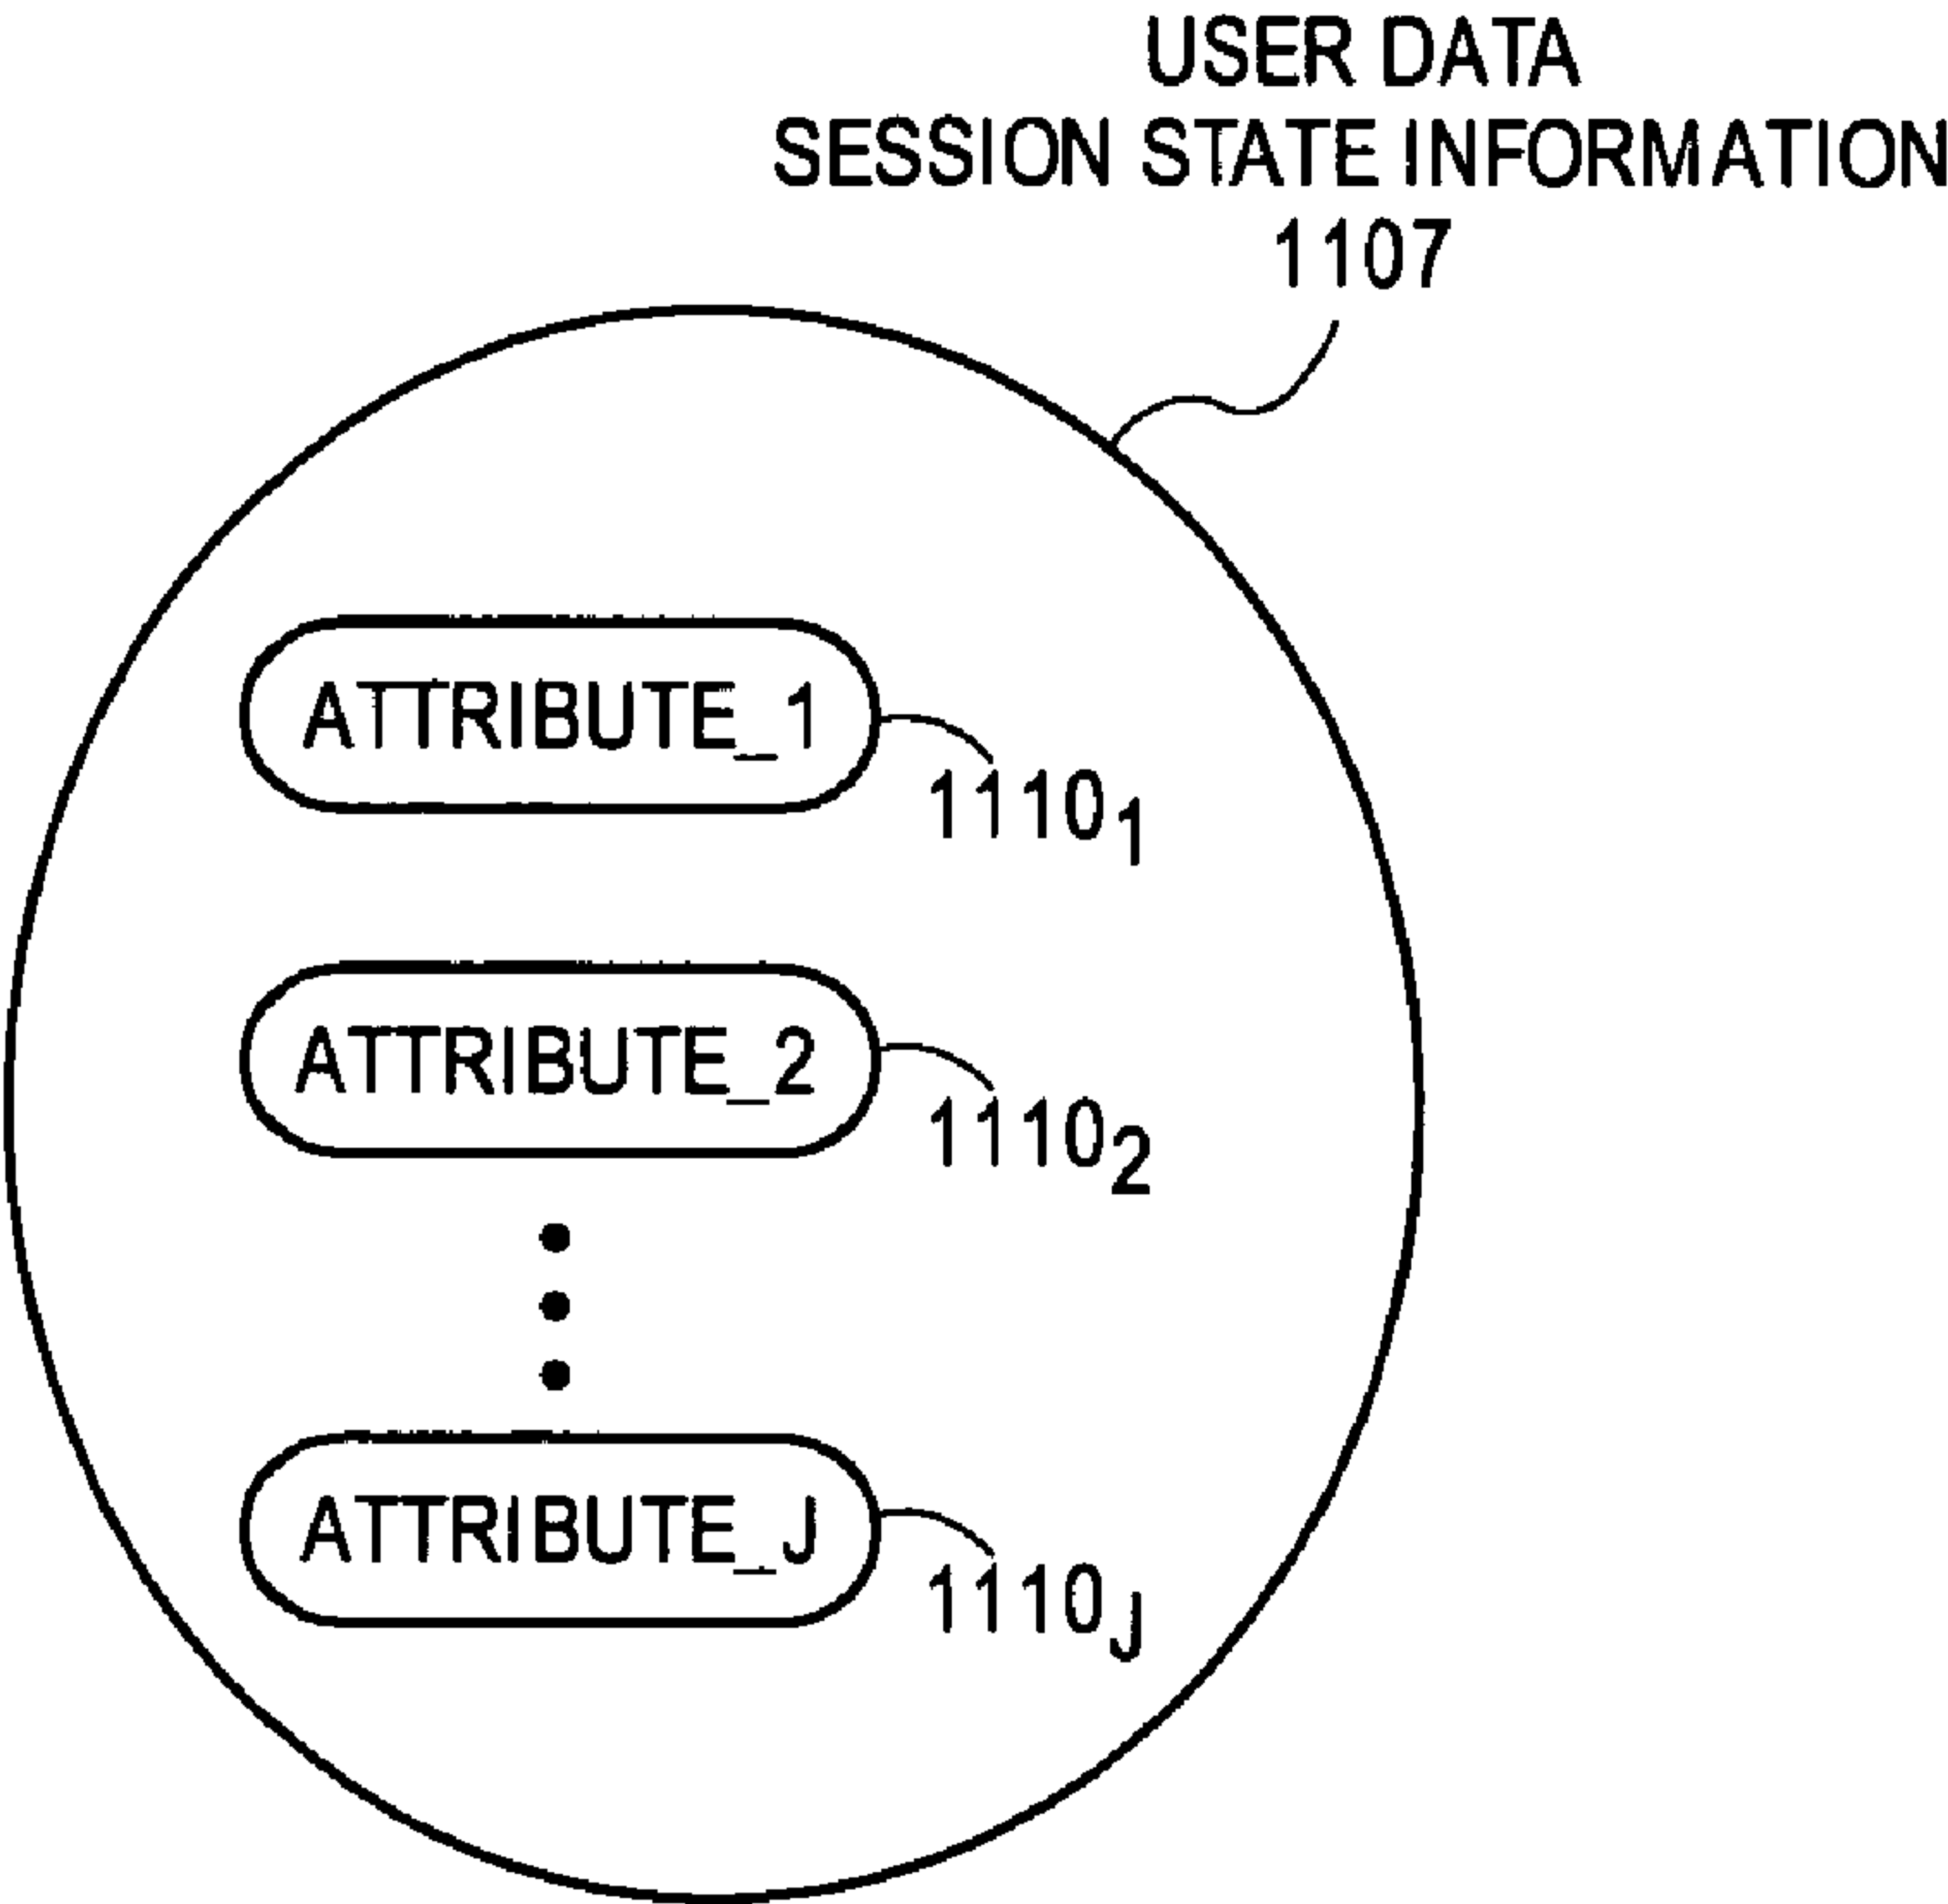 USER DATA
SESSION STATE INFORMATION
1107
ATTRIBUTE_1
1110₁
ATTRIBUTE_2
1110₂
ATTRIBUTE_J
1110J